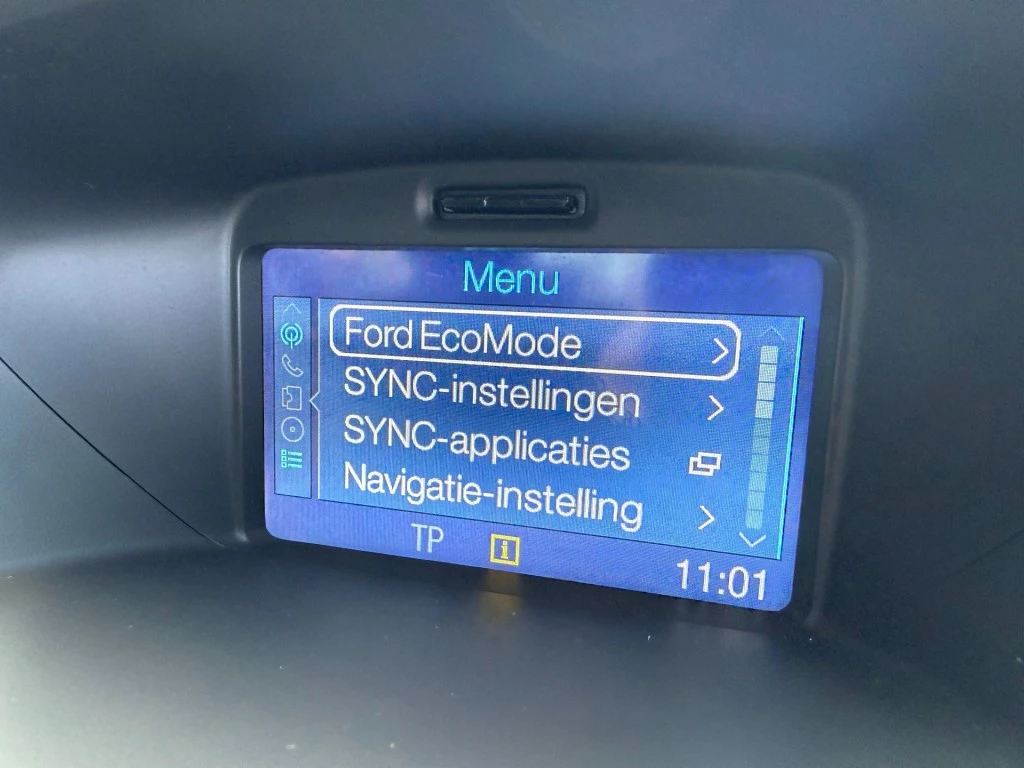 Menu
Ford EcoMode
SYNC-instellingen
SYNC-applicaties
Navigatie-instelling
TP i 11:01